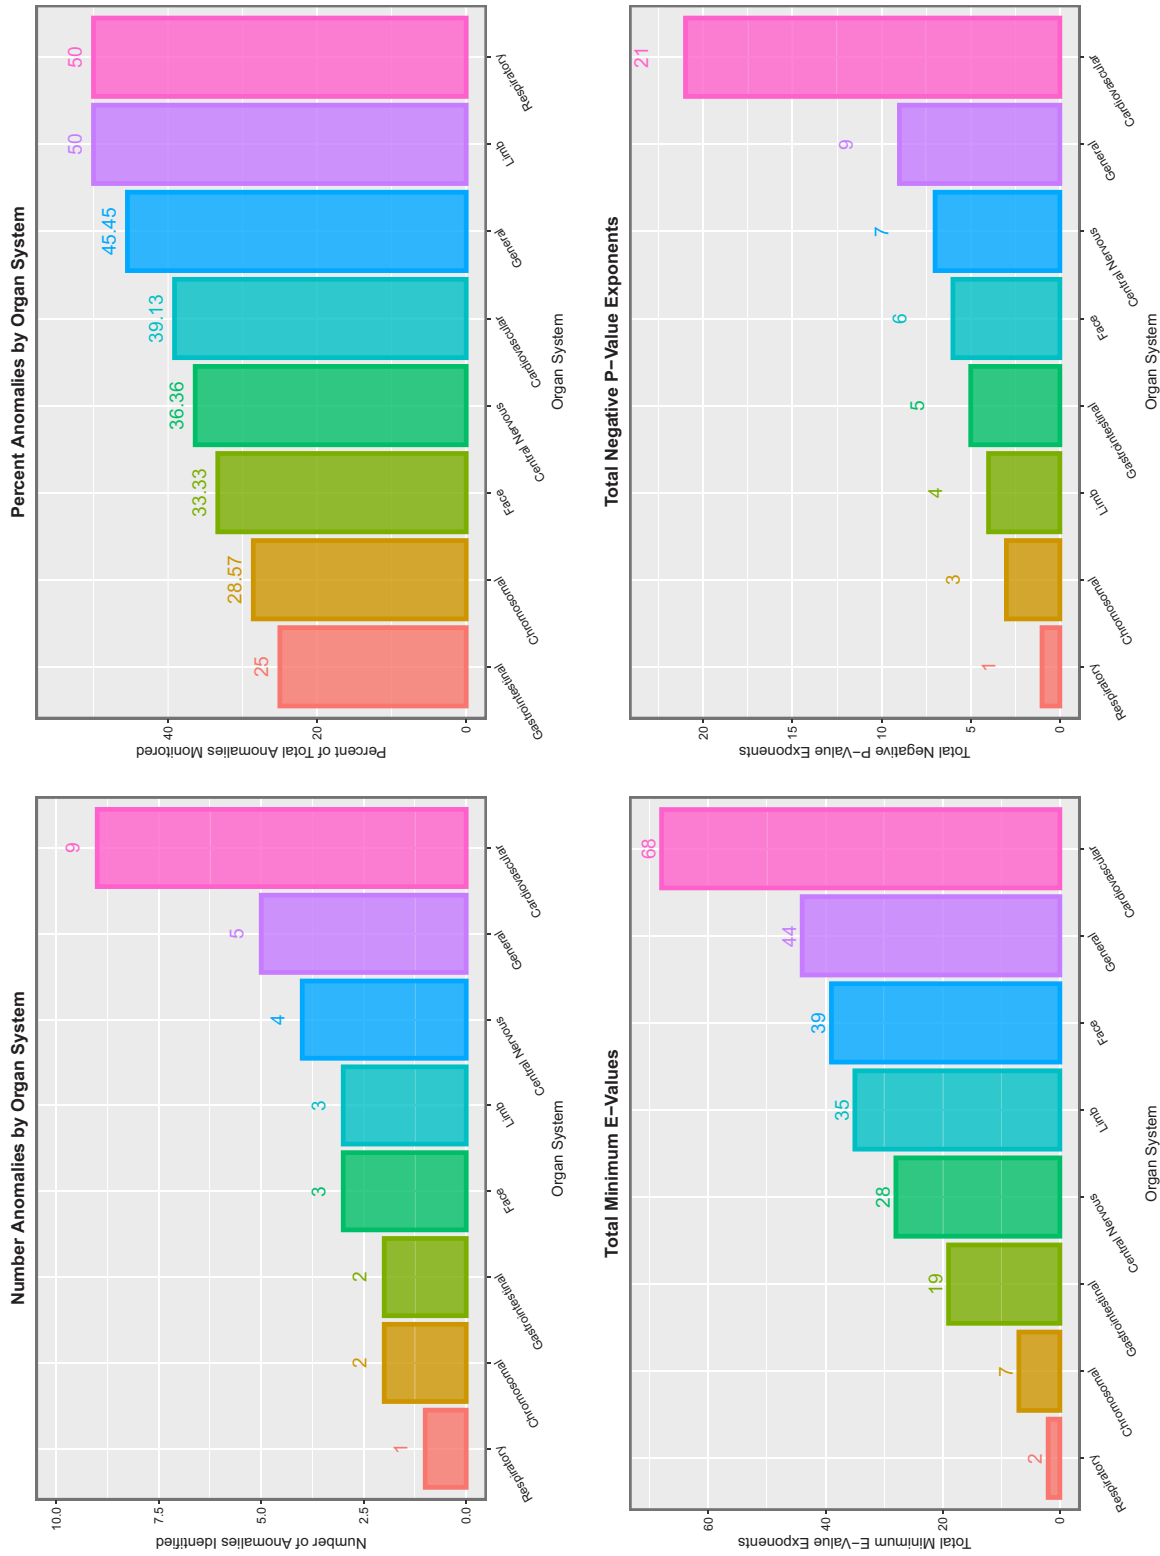 Number Anomalies by Organ System
Number of Anomalies Identified
10.0
7.5
5.0
2.5
0.0
1
2
2
3
3
4
5
9
Respiratory
Chromosomal
Gastrointestinal
Face
Limb
Central Nervous
General
Cardiovascular
Organ System
Percent Anomalies by Organ System
Percent of Total Anomalies Monitored
40
20
0
25
28.57
33.33
36.36
39.13
45.45
50
50
Gastrointestinal
Chromosomal
Face
Central Nervous
Cardiovascular
General
Limb
Respiratory
Organ System
Total Minimum E−Values
Total Minimum E−Value Exponents
60
40
20
0
2
7
19
28
35
39
44
68
Respiratory
Chromosomal
Gastrointestinal
Central Nervous
Limb
Face
General
Cardiovascular
Organ System
Total Negative P−Value Exponents
Total Negative P−Value Exponents
20
15
10
5
0
1
3
4
5
6
7
9
21
Respiratory
Chromosomal
Limb
Gastrointestinal
Face
Central Nervous
General
Cardiovascular
Organ System